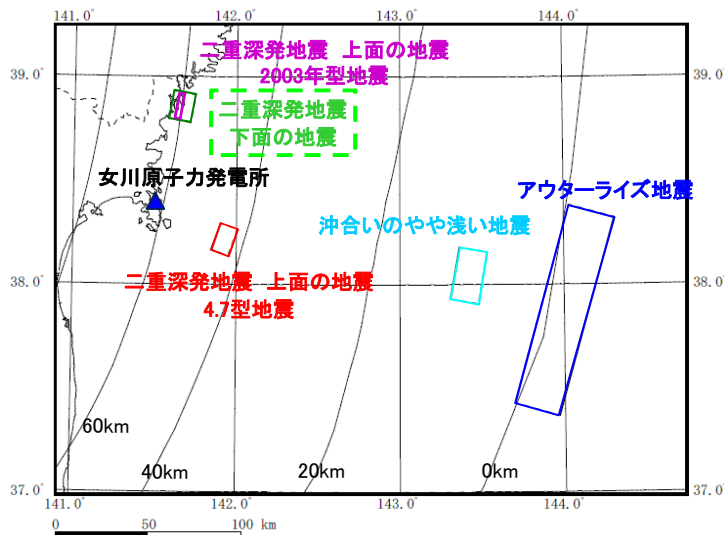 141.0° 142.0° 143.0° 144.0°
二重深発地震 上面の地震
2003年型地震
39.0° 39.0°
二重深発地震
下面の地震
女川原子力発電所
アウターライズ地震
沖合いのやや浅い地震
38.0° 38.0°
二重深発地震 上面の地震
4.7型地震
60km
40km 20km 0km
37.0° 37.0°
141.0° 142.0° 143.0° 144.0°
0 50 100 km